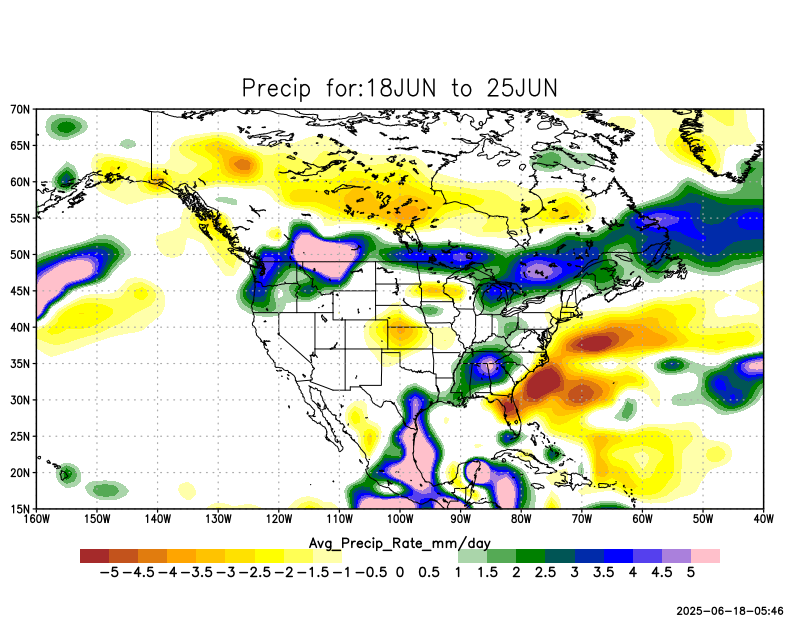 Precip for:18JUN to 25JUN
70N
65N
60N
55N
50N
45N
40N
35N
30N
25N
20N
15N
160W 150W 140W 130W 120W 110W 100W 90W 80W 70W 60W 50W 40W
Avg_Precip_Rate_mm/day
-5 -4.5 -4 -3.5 -3 -2.5 -2 -1.5 -1 -0.5 0 0.5 1 1.5 2 2.5 3 3.5 4 4.5 5
2025-06-18-05:46